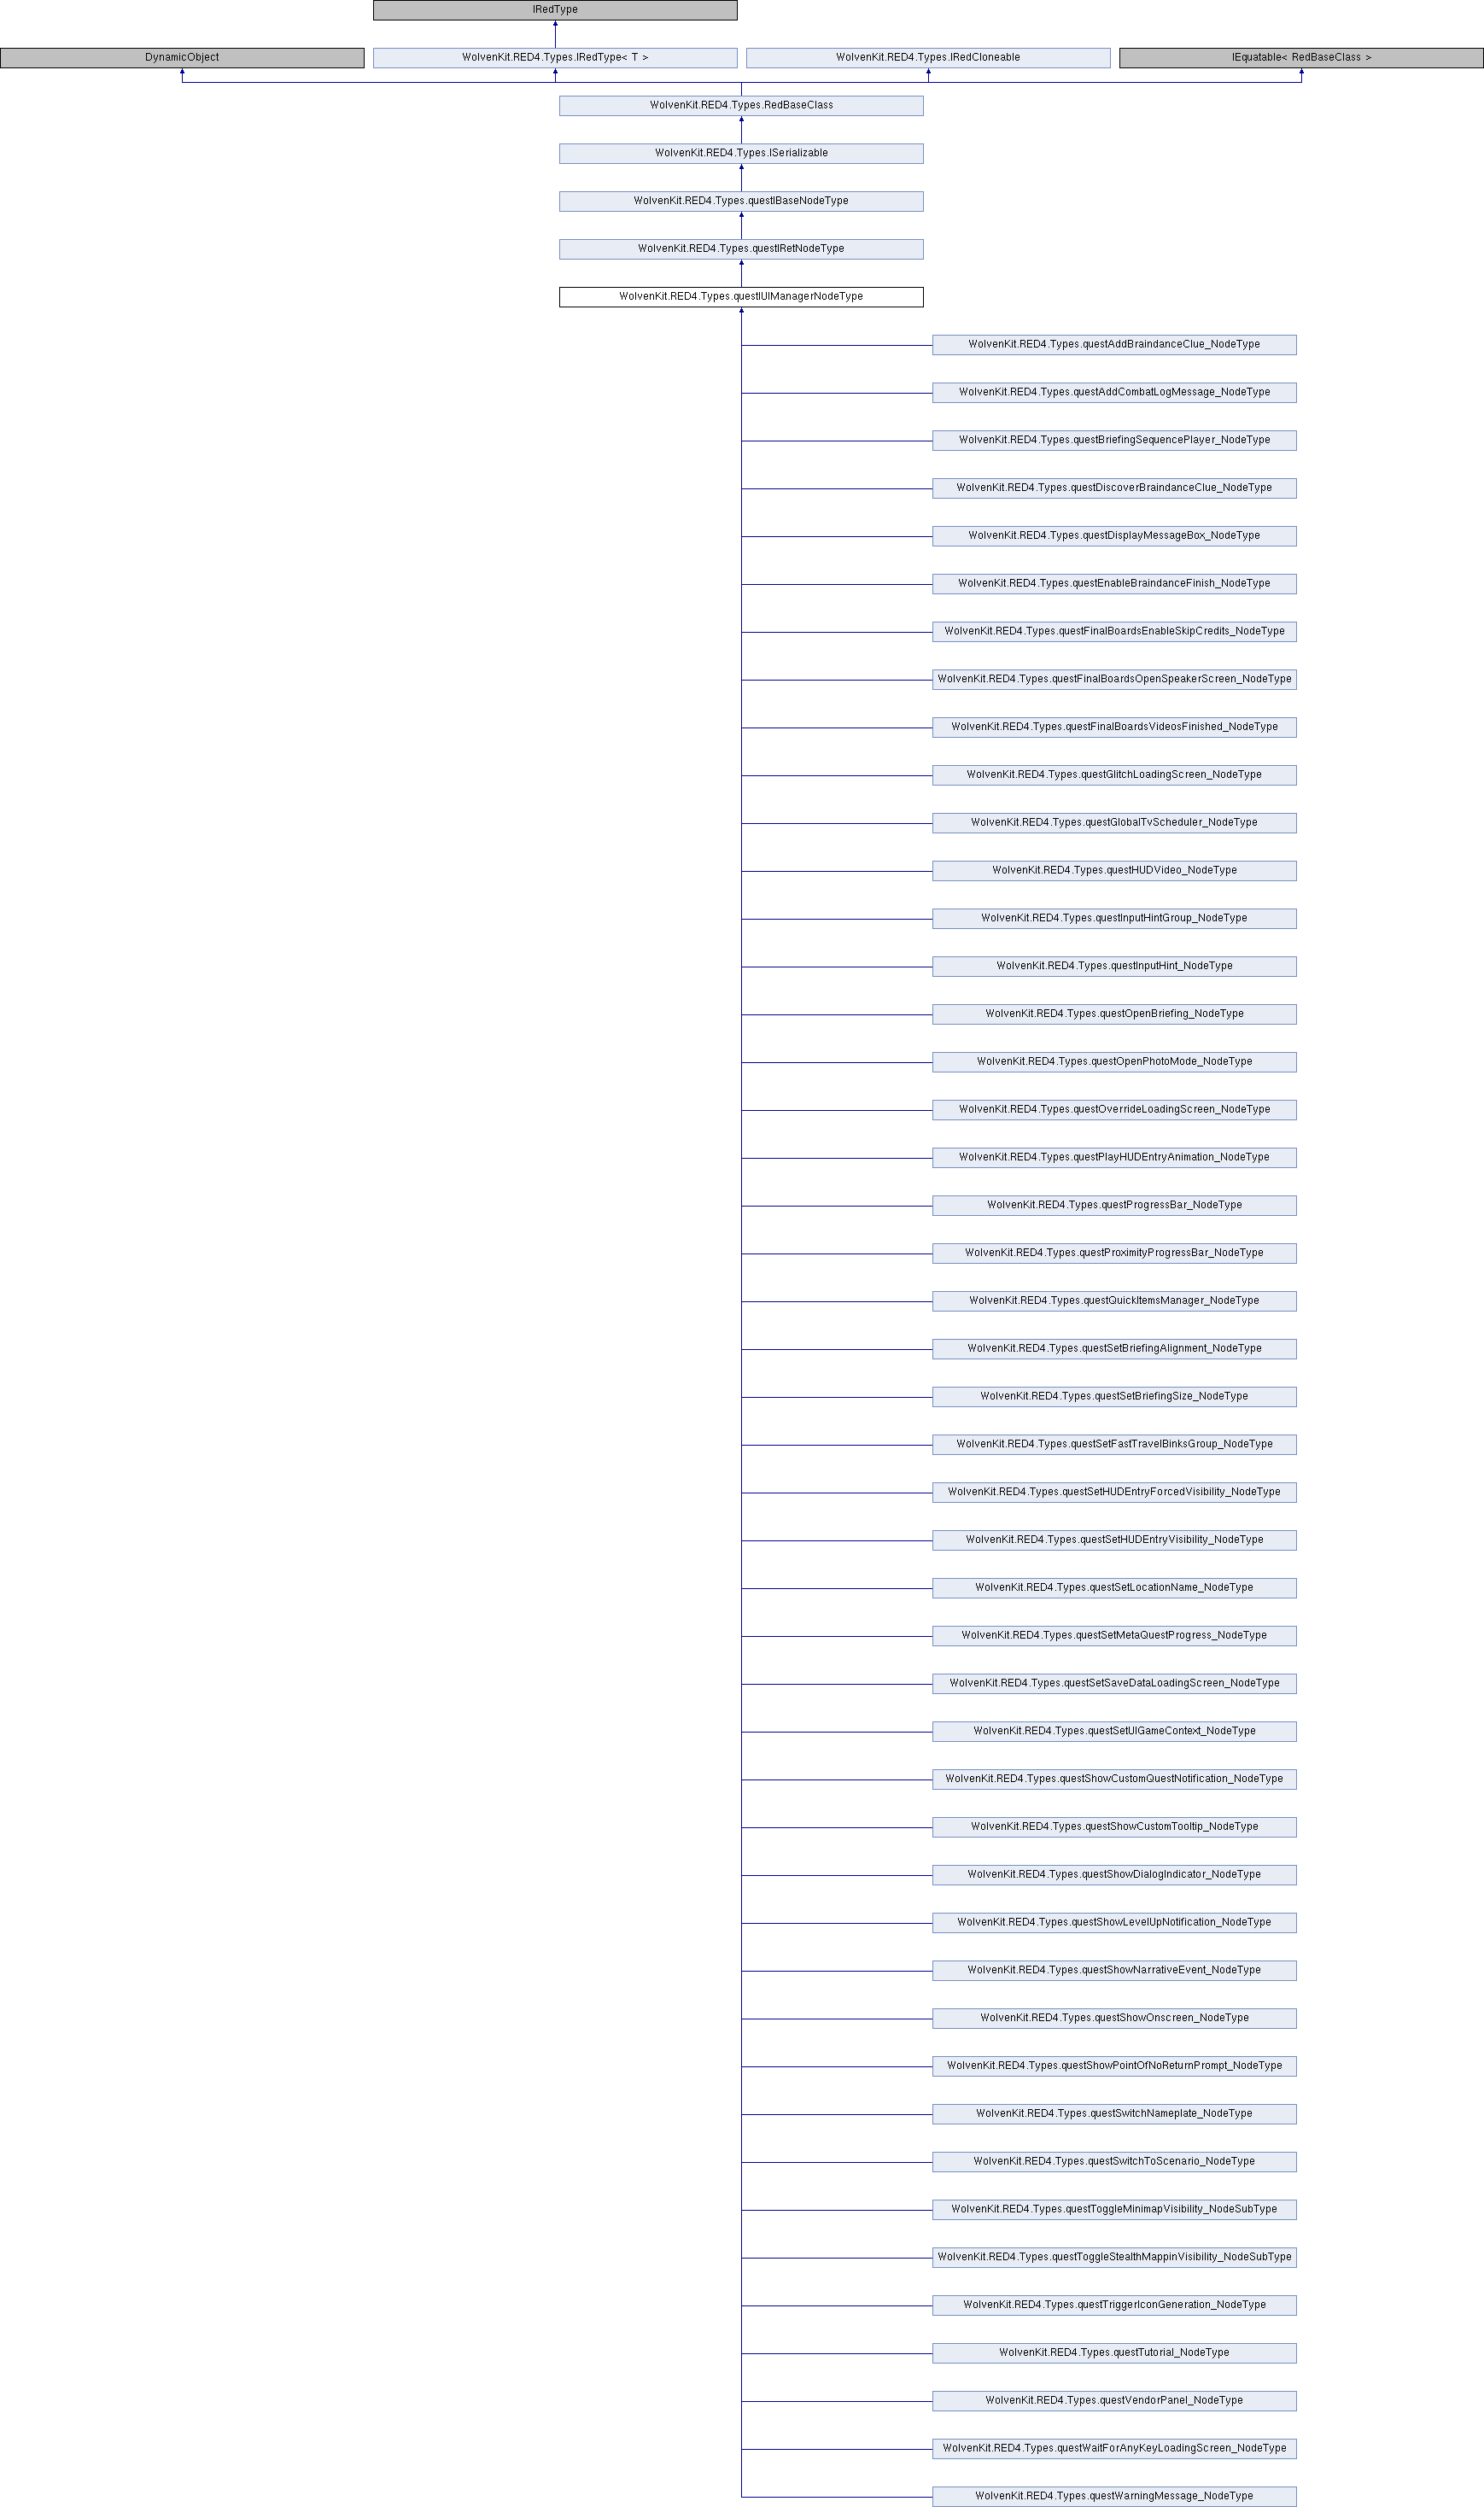 IRedType
DynamicObject
WolvenKit.RED4.Types.IRedType< T >
WolvenKit.RED4.Types.IRedCloneable
IEquatable< RedBaseClass >
WolvenKit.RED4.Types.RedBaseClass
WolvenKit.RED4.Types.ISerializable
WolvenKit.RED4.Types.questIBaseNodeType
WolvenKit.RED4.Types.questIRetNodeType
WolvenKit.RED4.Types.questIUIManagerNodeType
WolvenKit.RED4.Types.questAddBraindanceClue_NodeType
WolvenKit.RED4.Types.questAddCombatLogMessage_NodeType
WolvenKit.RED4.Types.questBriefingSequencePlayer_NodeType
WolvenKit.RED4.Types.questDiscoverBraindanceClue_NodeType
WolvenKit.RED4.Types.questDisplayMessageBox_NodeType
WolvenKit.RED4.Types.questEnableBraindanceFinish_NodeType
WolvenKit.RED4.Types.questFinalBoardsEnableSkipCredits_NodeType
WolvenKit.RED4.Types.questFinalBoardsOpenSpeakerScreen_NodeType
WolvenKit.RED4.Types.questFinalBoardsVideosFinished_NodeType
WolvenKit.RED4.Types.questGlitchLoadingScreen_NodeType
WolvenKit.RED4.Types.questGlobalTvScheduler_NodeType
WolvenKit.RED4.Types.questHUDVideo_NodeType
WolvenKit.RED4.Types.questInputHintGroup_NodeType
WolvenKit.RED4.Types.questInputHint_NodeType
WolvenKit.RED4.Types.questOpenBriefing_NodeType
WolvenKit.RED4.Types.questOpenPhotoMode_NodeType
WolvenKit.RED4.Types.questOverrideLoadingScreen_NodeType
WolvenKit.RED4.Types.questPlayHUDEntryAnimation_NodeType
WolvenKit.RED4.Types.questProgressBar_NodeType
WolvenKit.RED4.Types.questProximityProgressBar_NodeType
WolvenKit.RED4.Types.questQuickItemsManager_NodeType
WolvenKit.RED4.Types.questSetBriefingAlignment_NodeType
WolvenKit.RED4.Types.questSetBriefingSize_NodeType
WolvenKit.RED4.Types.questSetFastTravelBinksGroup_NodeType
WolvenKit.RED4.Types.questSetHUDEntryForcedVisibility_NodeType
WolvenKit.RED4.Types.questSetHUDEntryVisibility_NodeType
WolvenKit.RED4.Types.questSetLocationName_NodeType
WolvenKit.RED4.Types.questSetMetaQuestProgress_NodeType
WolvenKit.RED4.Types.questSetSaveDataLoadingScreen_NodeType
WolvenKit.RED4.Types.questSetUIGameContext_NodeType
WolvenKit.RED4.Types.questShowCustomQuestNotification_NodeType
WolvenKit.RED4.Types.questShowCustomTooltip_NodeType
WolvenKit.RED4.Types.questShowDialogIndicator_NodeType
WolvenKit.RED4.Types.questShowLevelUpNotification_NodeType
WolvenKit.RED4.Types.questShowNarrativeEvent_NodeType
WolvenKit.RED4.Types.questShowOnscreen_NodeType
WolvenKit.RED4.Types.questShowPointOfNoReturnPrompt_NodeType
WolvenKit.RED4.Types.questSwitchNameplate_NodeType
WolvenKit.RED4.Types.questSwitchToScenario_NodeType
WolvenKit.RED4.Types.questToggleMinimapVisibility_NodeSubType
WolvenKit.RED4.Types.questToggleStealthMappinVisibility_NodeSubType
WolvenKit.RED4.Types.questTriggerIconGeneration_NodeType
WolvenKit.RED4.Types.questTutorial_NodeType
WolvenKit.RED4.Types.questVendorPanel_NodeType
WolvenKit.RED4.Types.questWaitForAnyKeyLoadingScreen_NodeType
WolvenKit.RED4.Types.questWarningMessage_NodeType